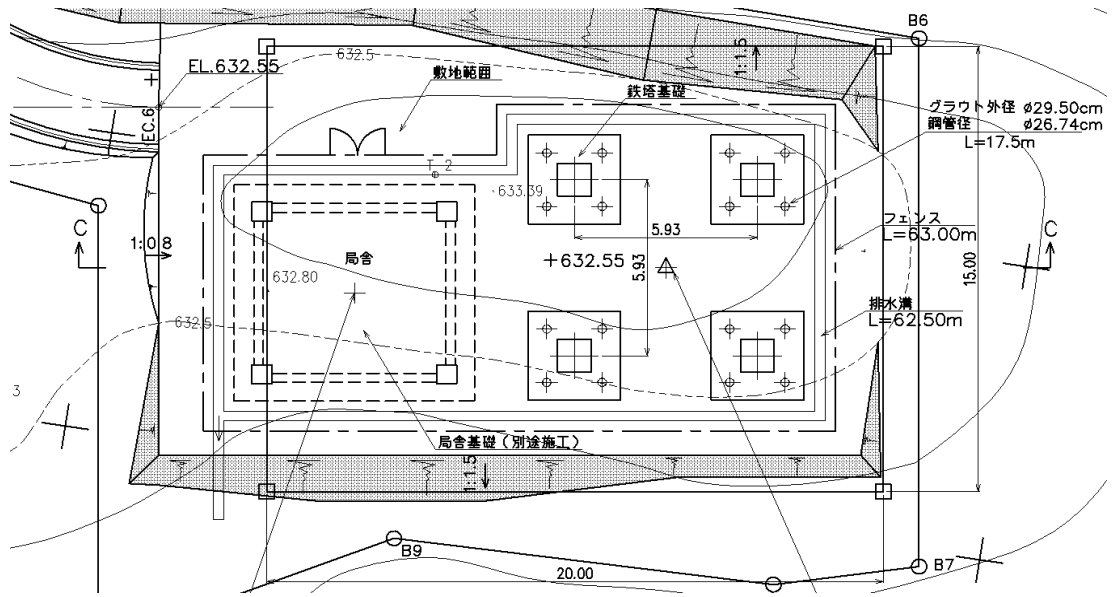 B6
632.5
1:1.5
EL.632.55
敷地範囲
鉄塔基礎
グラウト外径 ø29.50cm
鋼管径 ø26.74cm
L=17.5m
EC.6
T 2
633.39
C
1:0.8
5.93
フェンス
L=63.00m
C
局舎
+632.55
5.93
15.00
632.80
632.5
排水溝
L=62.50m
3
局舎基礎（別途施工）
1:1.5
B9
20.00
B7